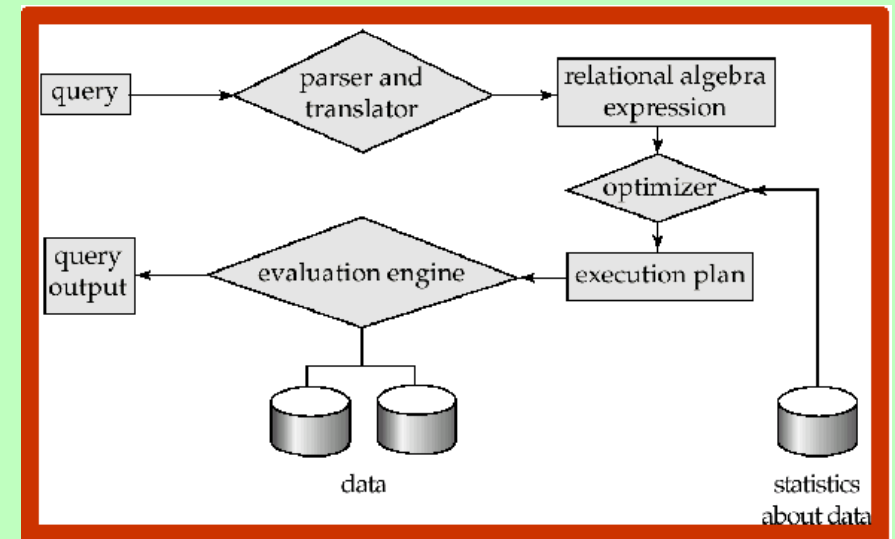 query
parser and
translator
relational algebra
expression
optimizer
query
output
evaluation engine
execution plan
data
statistics
about data